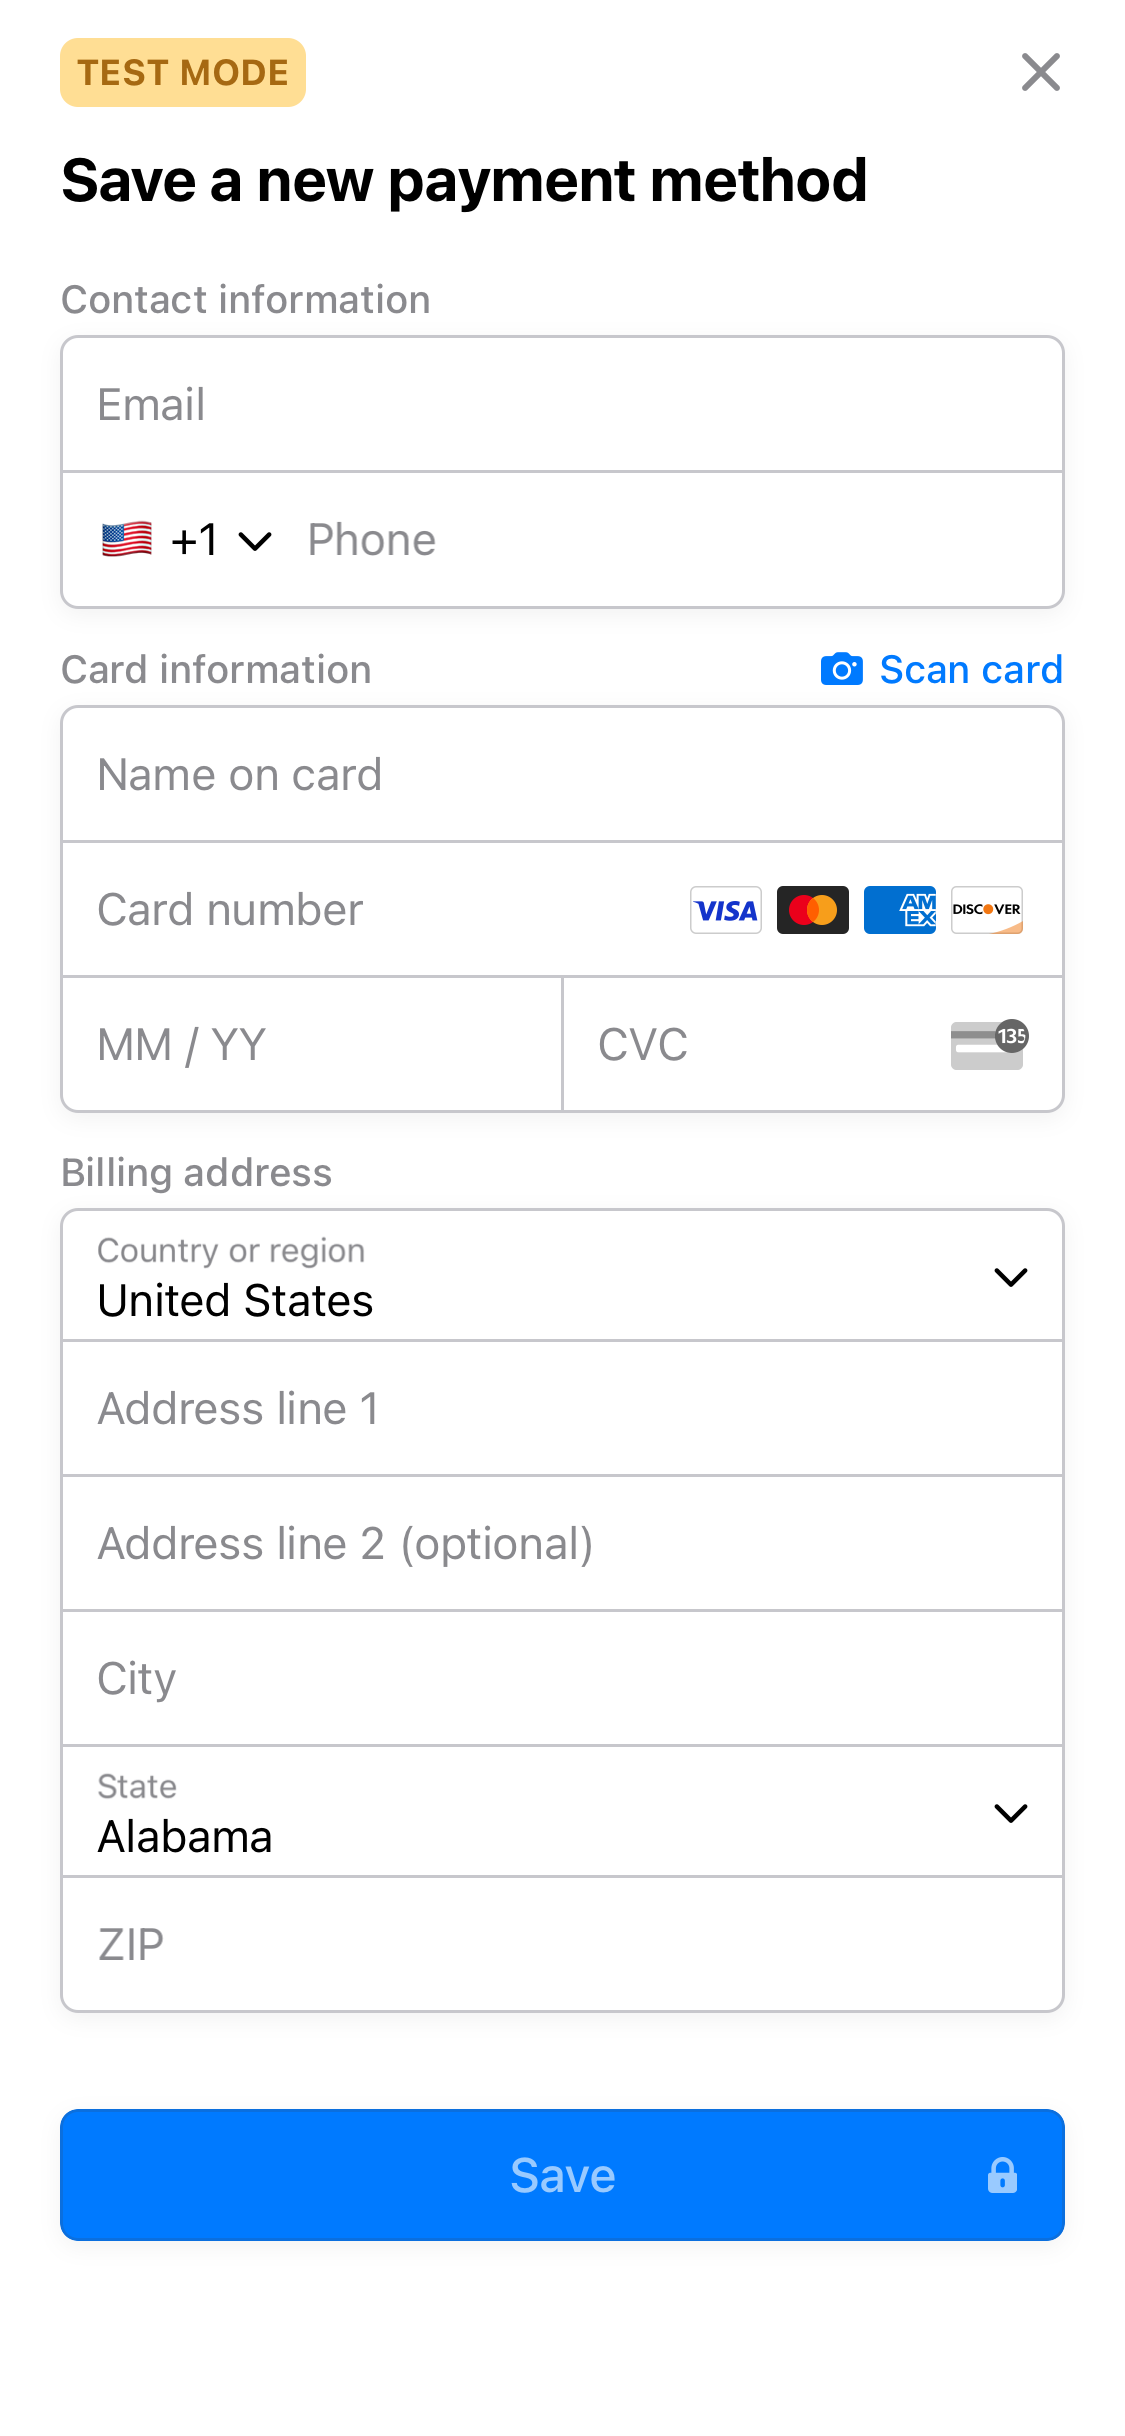 TEST MODE
Save a new payment method
Contact information
Email
+1 Phone
Card information Scan card
Name on card
Card number VISA AM EX DISCOVER
MM / YY CVC 135
Billing address
Country or region
United States
Address line 1
Address line 2 (optional)
City
State
Alabama
ZIP
Save